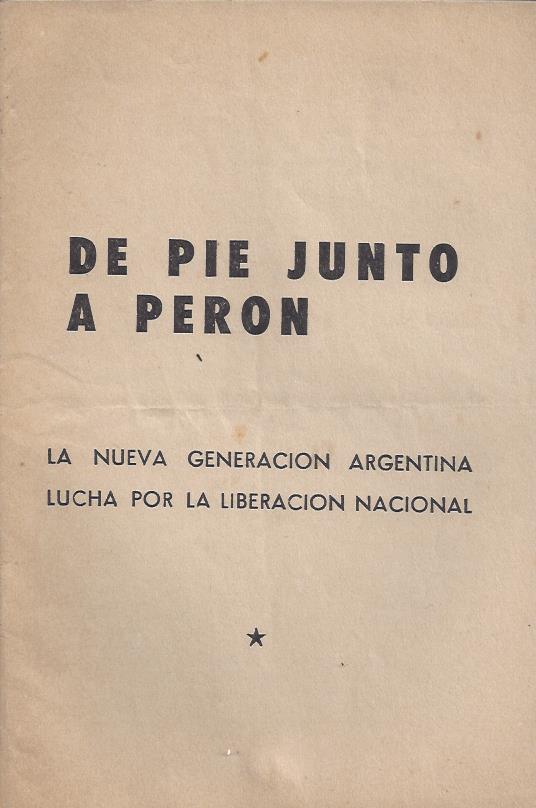 DE PIE JUNTO
A PERON
LA NUEVA GENERACION ARGENTINA
LUCHA POR LA LIBERACION NACIONAL